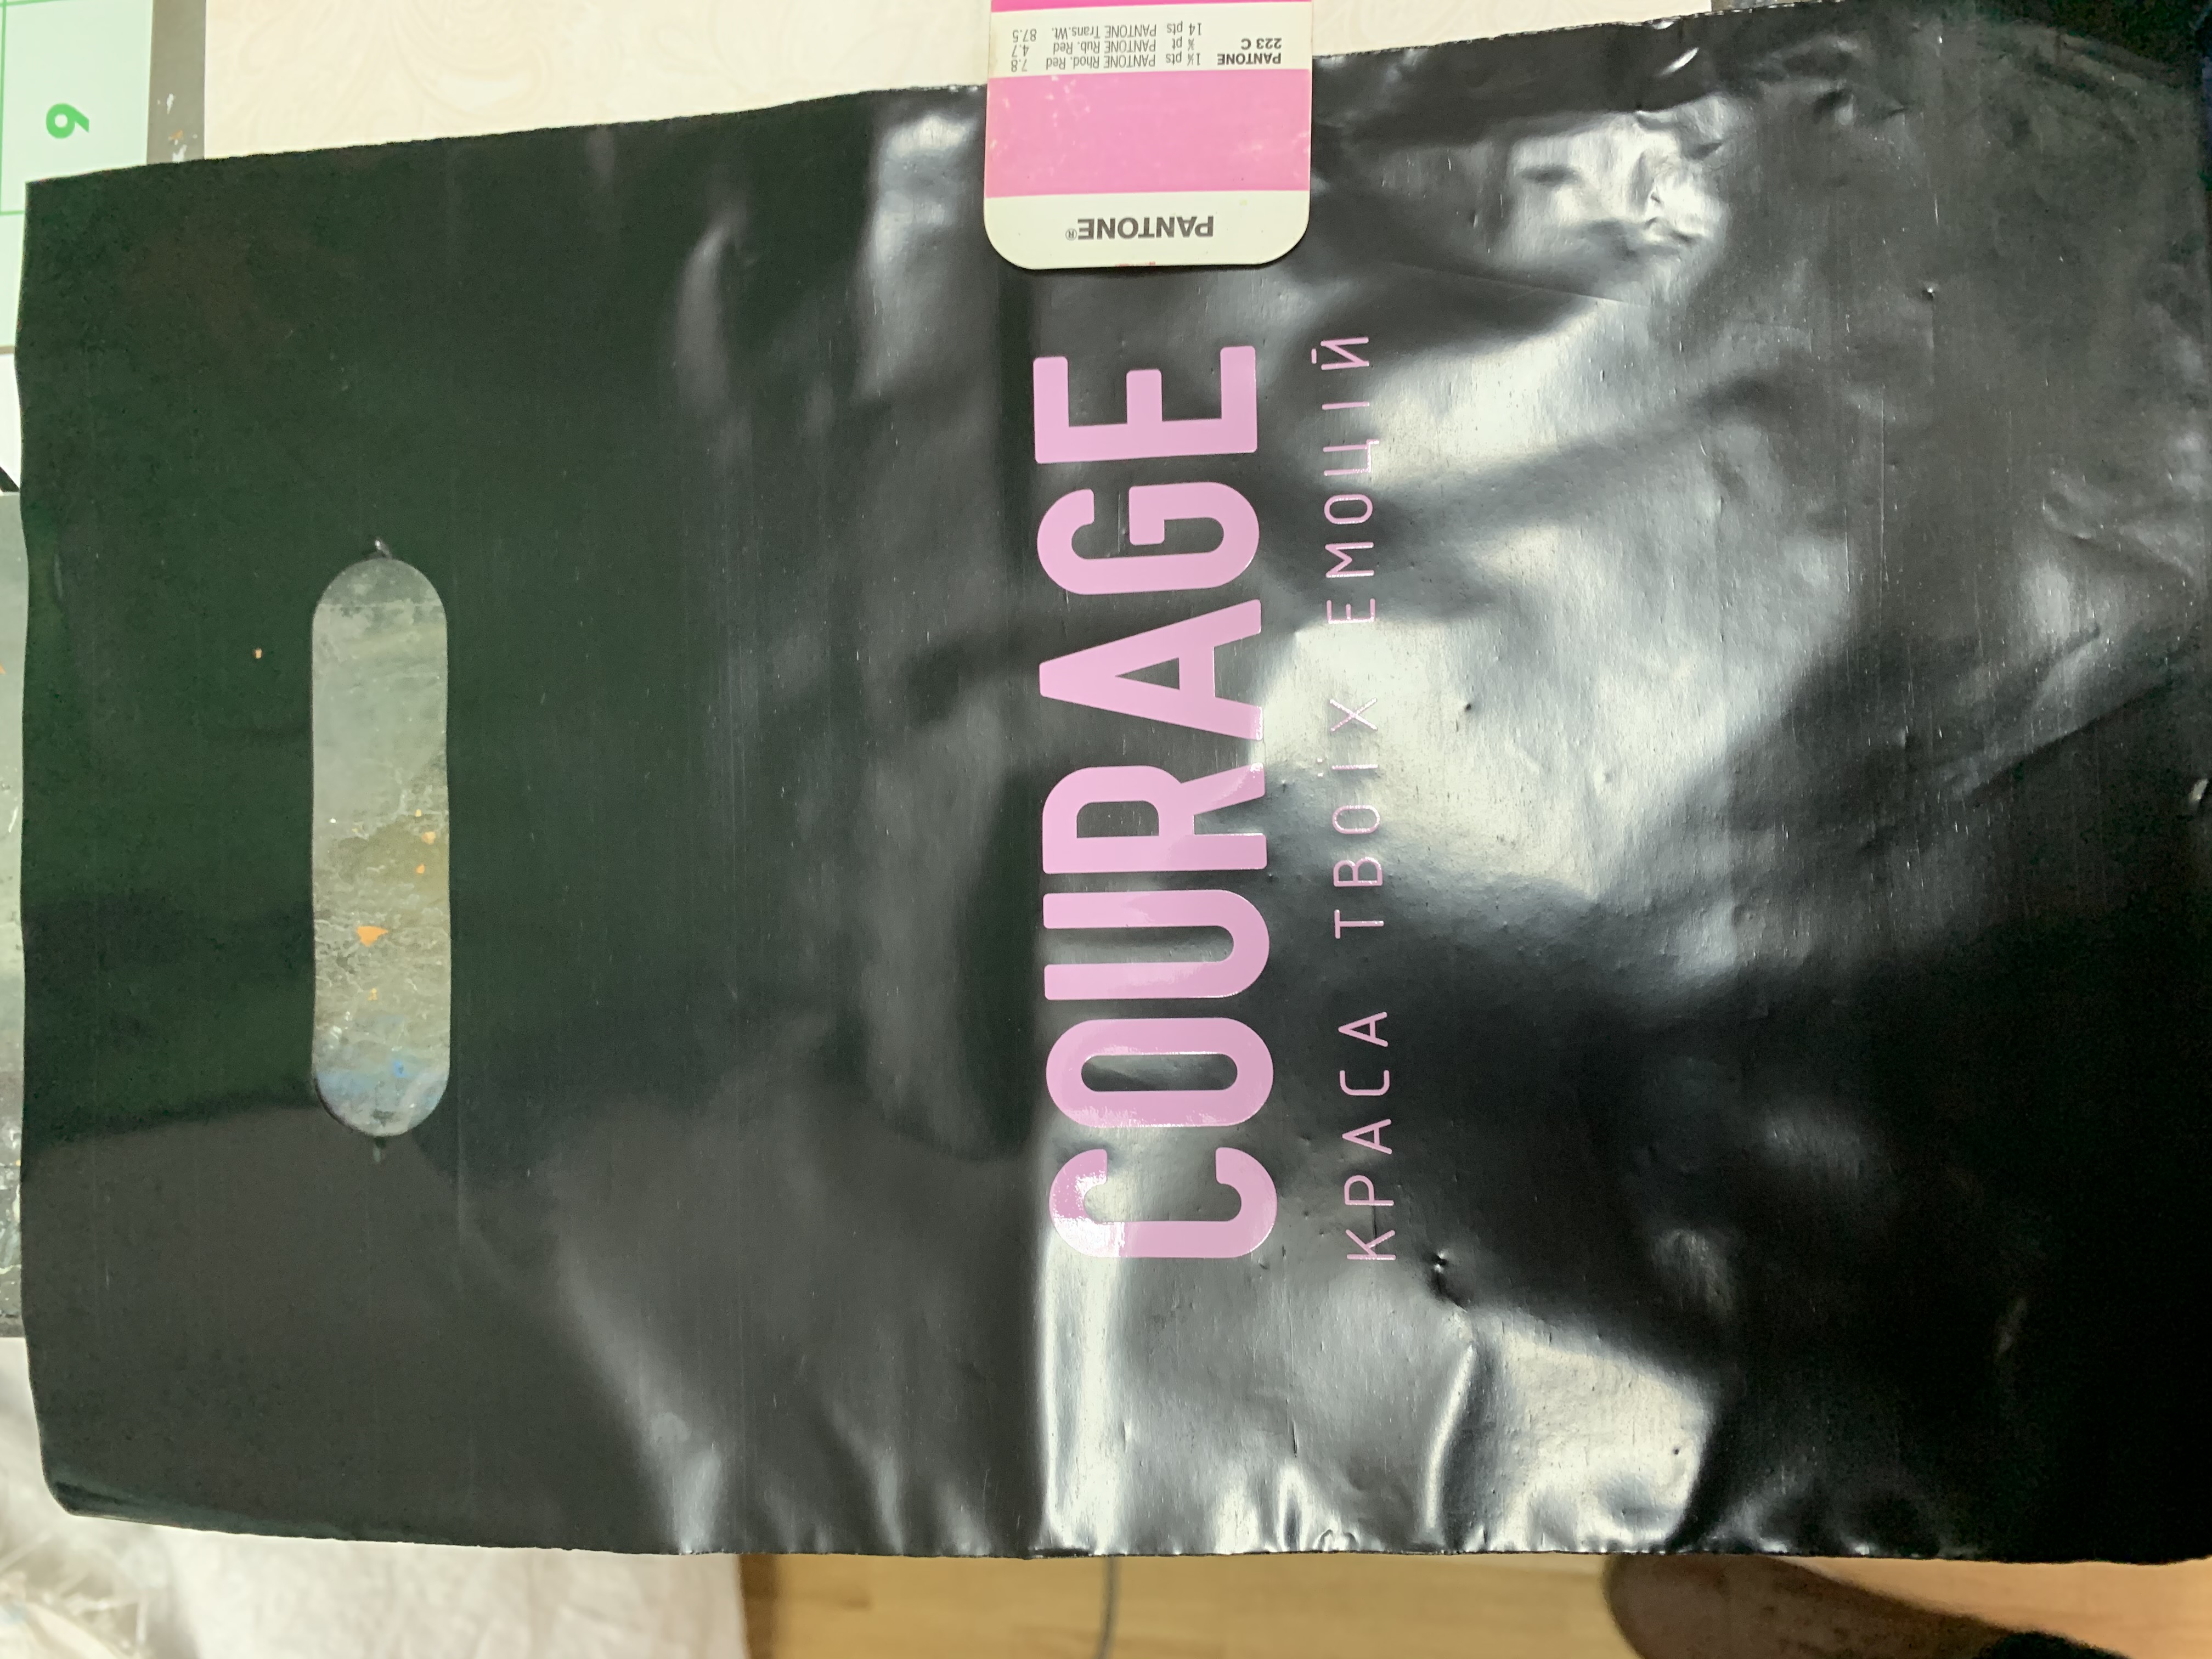 COURAGE
КРАСА ТВОЇХ ЕМОЦІЙ
PANTONE®
PANTONE
223 C
1¼ pts PANTONE Rhod. Red 7.8
¾ pt PANTONE Rub. Red 4.7
14 pts PANTONE Trans.Wt. 87.5
6